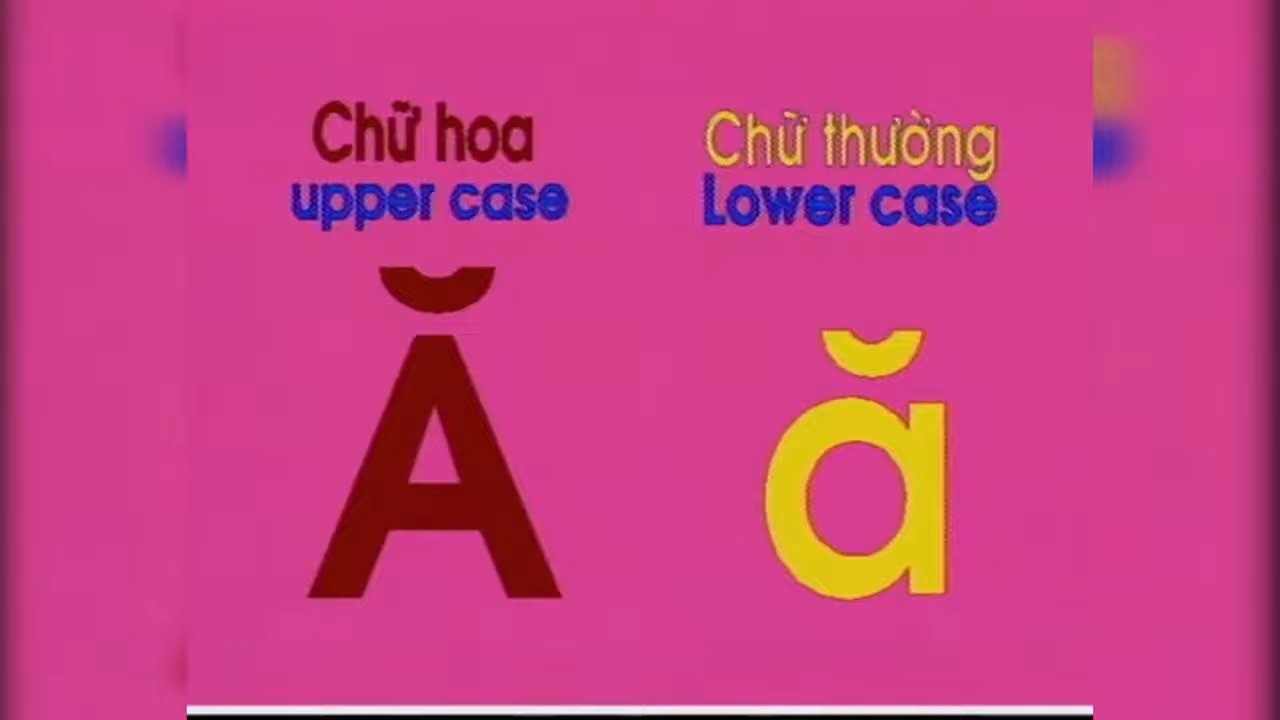 Chữ hoa
upper case
Chữ thường
Lower case
Ă
ă